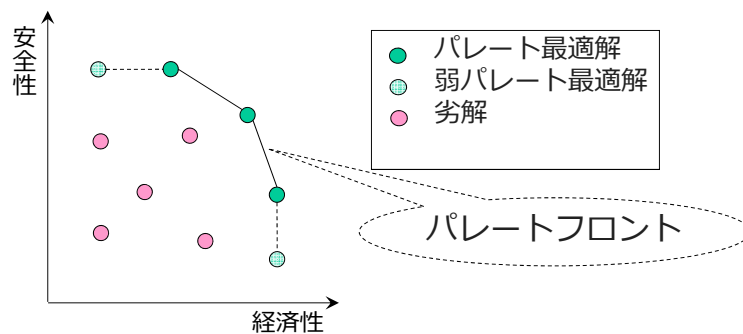 安全性
パレート最適解
弱パレート最適解
劣解
パレートフロント
経済性